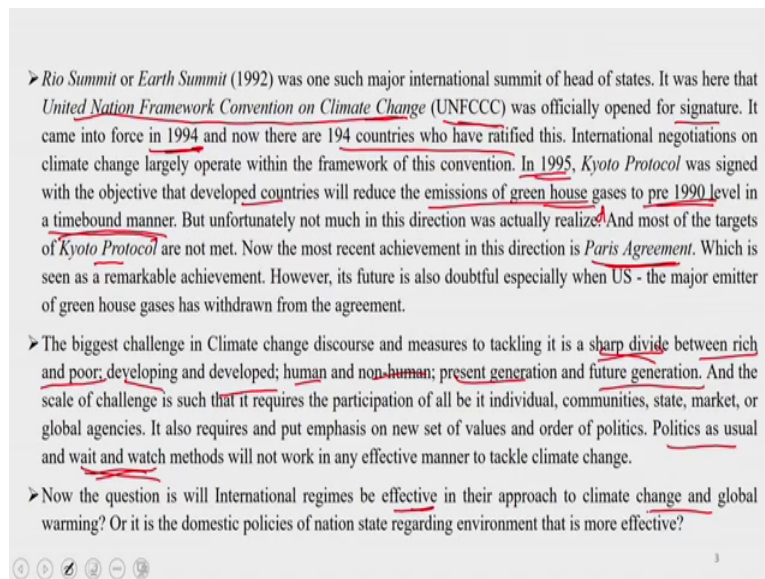 ➤ Rio Summit or Earth Summit (1992) was one such major international summit of head of states. It was here that
United Nation Framework Convention on Climate Change (UNFCCC) was officially opened for signature. It
came into force in 1994 and now there are 194 countries who have ratified this. International negotiations on
climate change largely operate within the framework of this convention. In 1995, Kyoto Protocol was signed
with the objective that developed countries will reduce the emissions of green house gases to pre 1990 level in
a timebound manner. But unfortunately not much in this direction was actually realized And most of the targets
of Kyoto Protocol are not met. Now the most recent achievement in this direction is Paris Agreement. Which is
seen as a remarkable achievement. However, its future is also doubtful especially when US - the major emitter
of green house gases has withdrawn from the agreement.
➤ The biggest challenge in Climate change discourse and measures to tackling it is a sharp divide between rich
and poor; developing and developed; human and non-human; present generation and future generation. And the
scale of challenge is such that it requires the participation of all be it individual, communities, state, market, or
global agencies. It also requires and put emphasis on new set of values and order of politics. Politics as usual
and wait and watch methods will not work in any effective manner to tackle climate change.
➤ Now the question is will International regimes be effective in their approach to climate change and global
warming? Or it is the domestic policies of nation state regarding environment that is more effective?
3